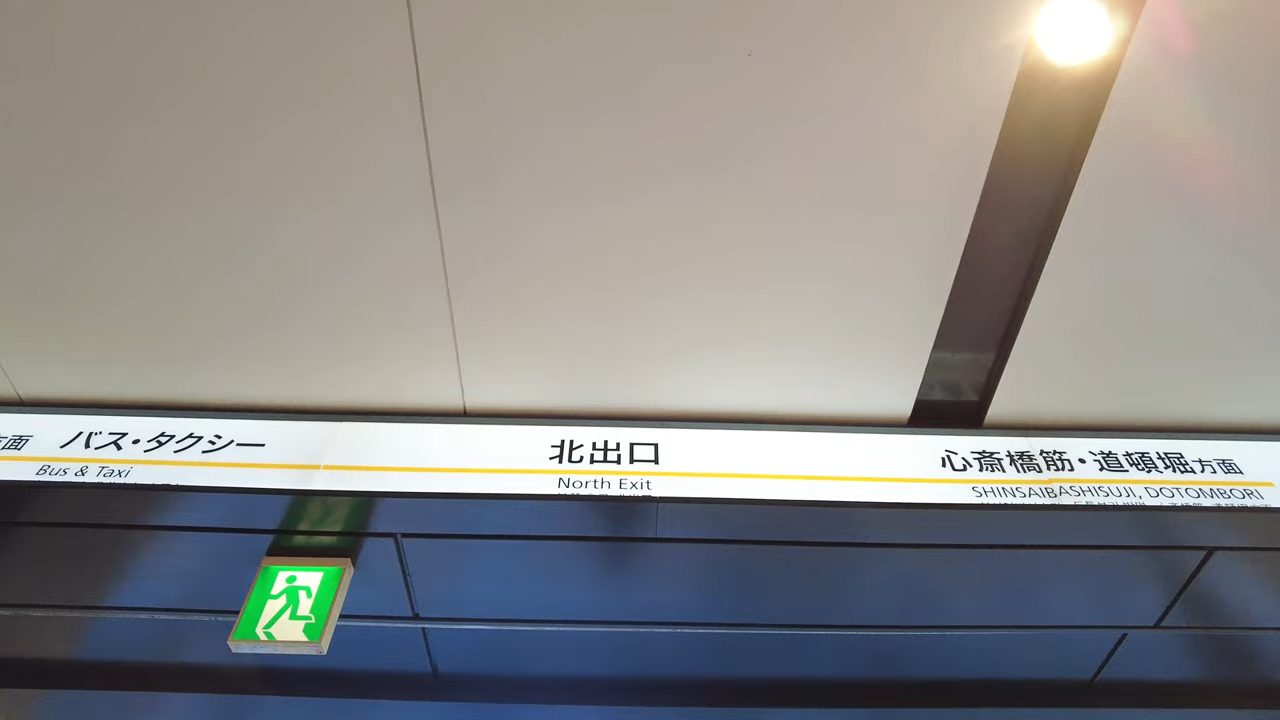 方面 バス・タクシー
Bus & Taxi
北出口
North Exit
心斎橋筋・道頓堀方面
SHINSAIBASHISUJI, DOTOMBORI